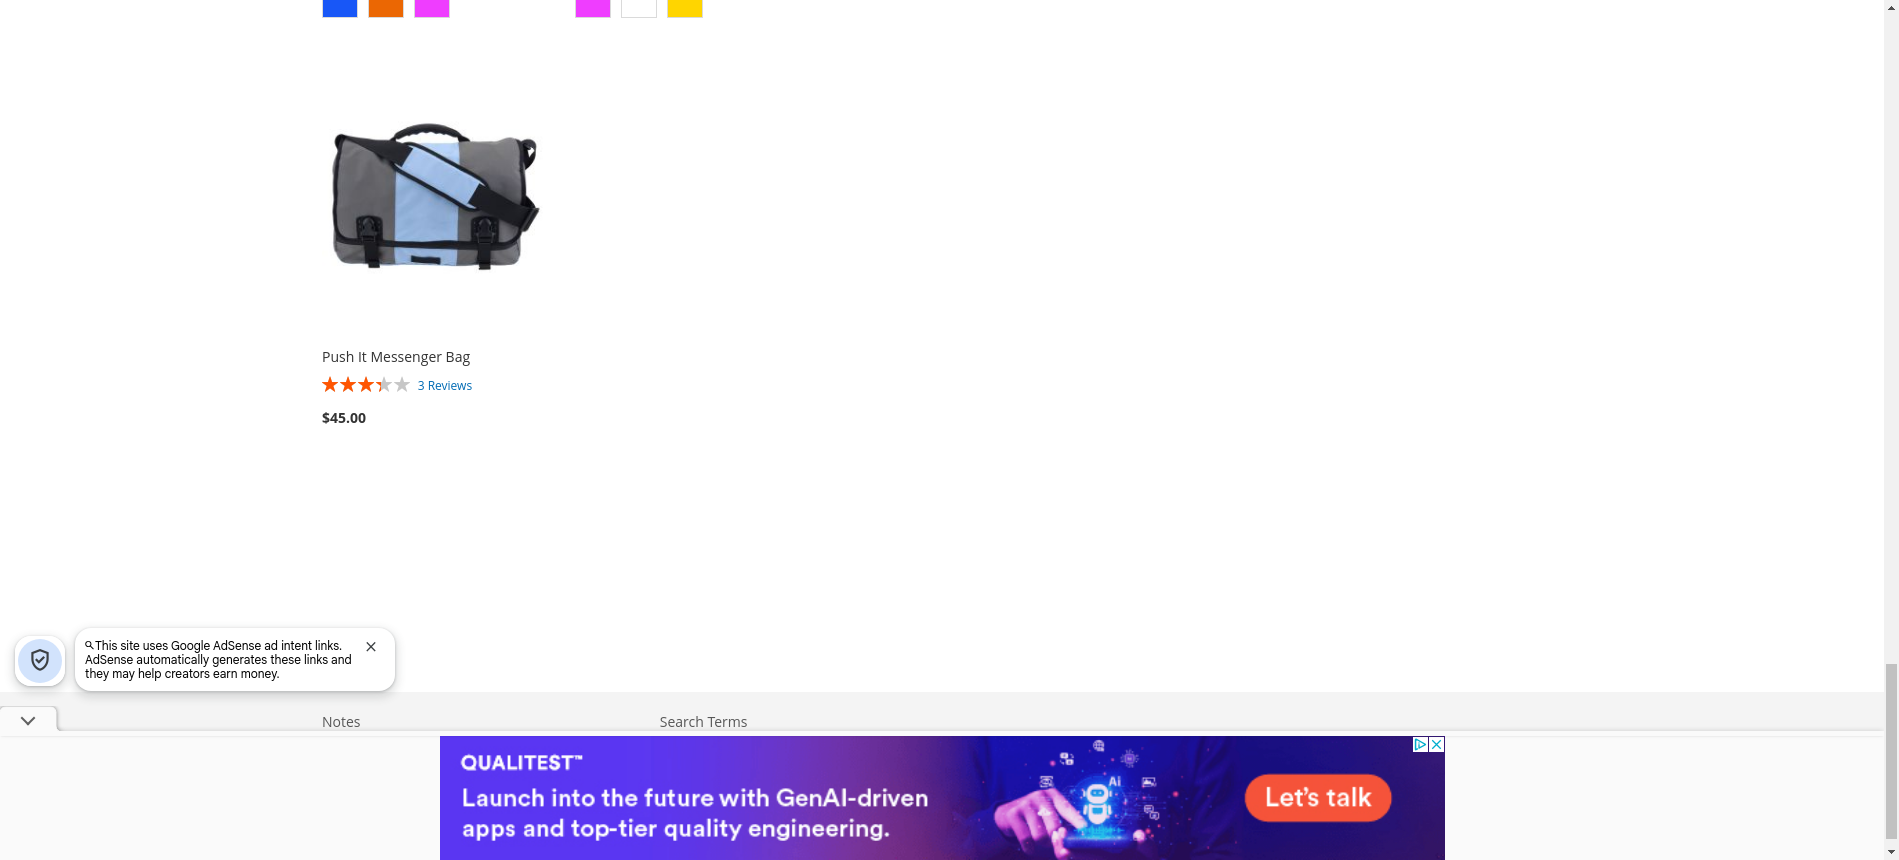 Push It Messenger Bag
3 Reviews
$45.00
This site uses Google AdSense ad intent links.
AdSense automatically generates these links and
they may help creators earn money.
Notes
Search Terms
QUALITEST™
Launch into the future with GenAI-driven
apps and top-tier quality engineering.
Ai
Let's talk